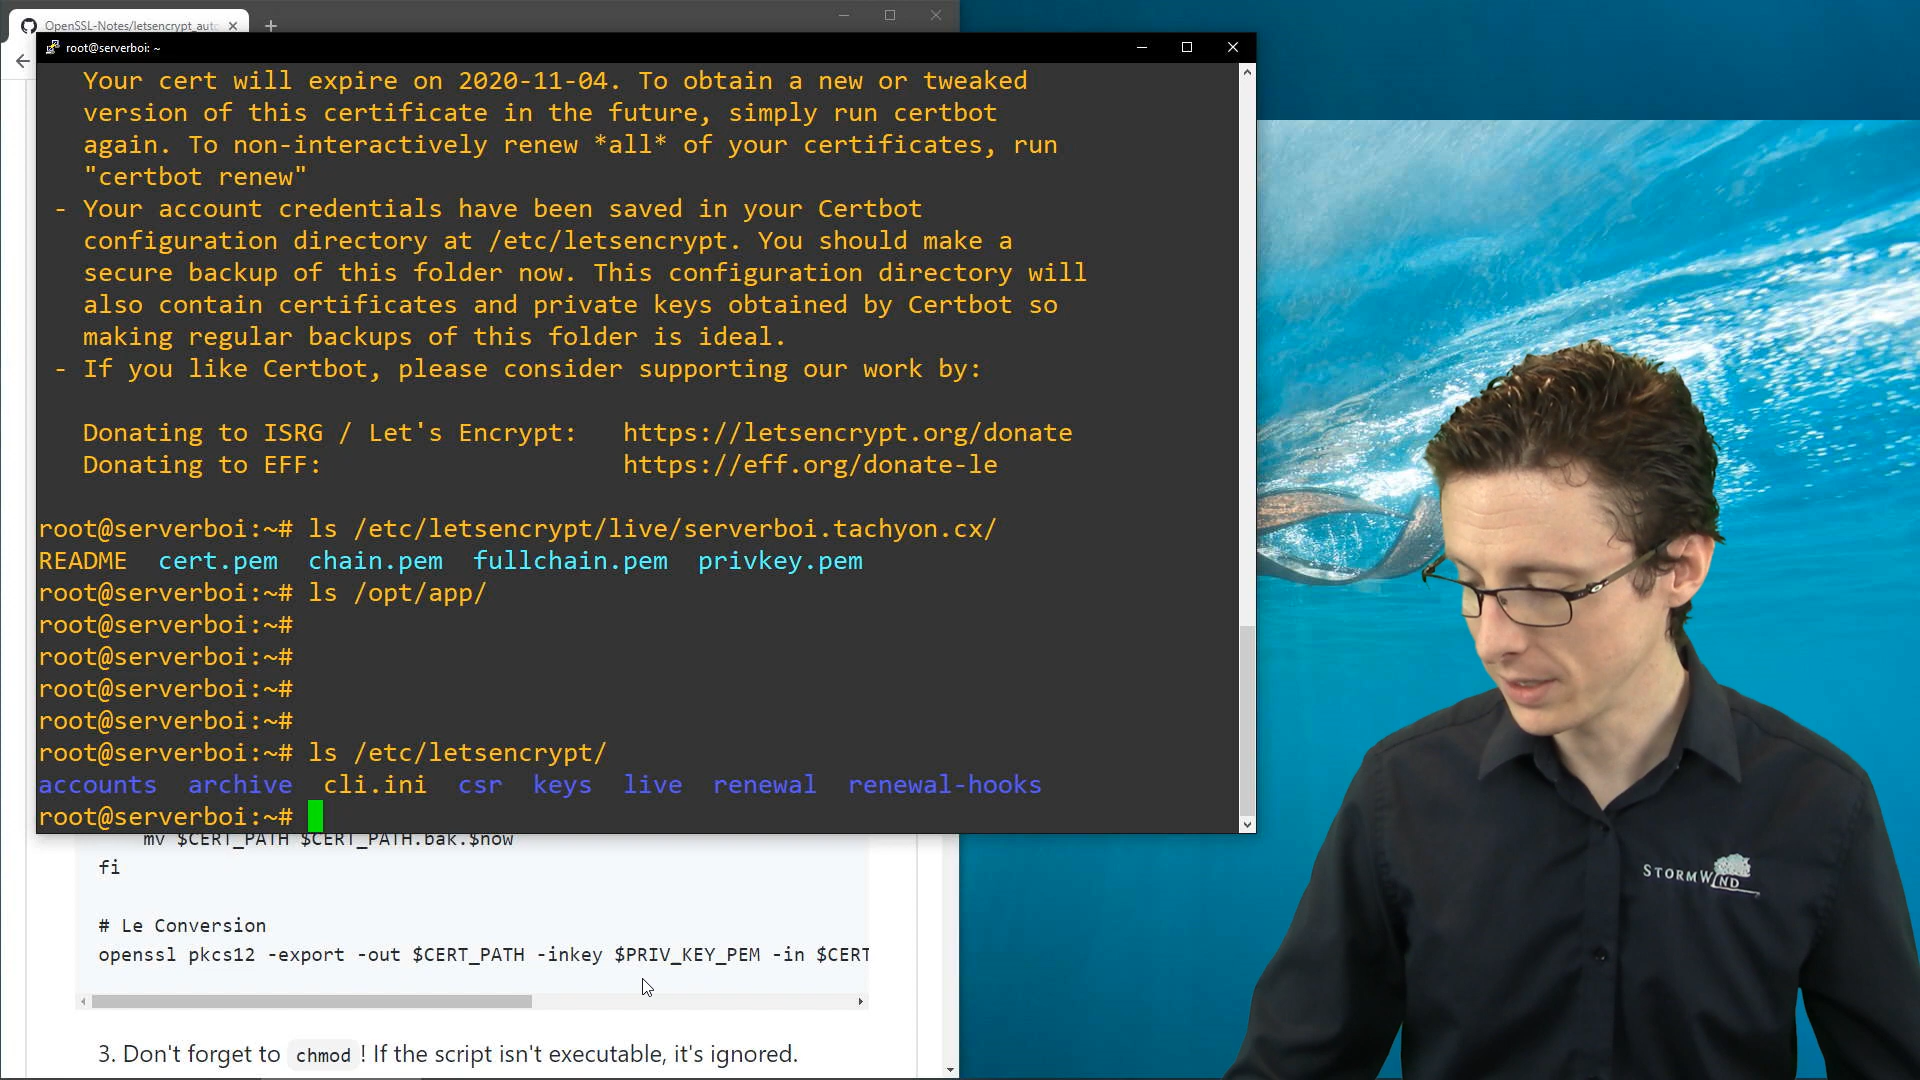 OpenSSL-Notes/letsencrypt_auto
root@serverboi: ~
Your cert will expire on 2020-11-04. To obtain a new or tweaked
version of this certificate in the future, simply run certbot
again. To non-interactively renew *all* of your certificates, run
"certbot renew"
- Your account credentials have been saved in your Certbot
configuration directory at /etc/letsencrypt. You should make a
secure backup of this folder now. This configuration directory will
also contain certificates and private keys obtained by Certbot so
making regular backups of this folder is ideal.
- If you like Certbot, please consider supporting our work by:
Donating to ISRG / Let's Encrypt:   https://letsencrypt.org/donate
Donating to EFF:                    https://eff.org/donate-le
root@serverboi:~# ls /etc/letsencrypt/live/serverboi.tachyon.cx/
README  cert.pem  chain.pem  fullchain.pem  privkey.pem
root@serverboi:~# ls /opt/app/
root@serverboi:~#
root@serverboi:~#
root@serverboi:~#
root@serverboi:~#
root@serverboi:~# ls /etc/letsencrypt/
accounts  archive  cli.ini  csr  keys  live  renewal  renewal-hooks
root@serverboi:~#
mv $CERT_PATH $CERT_PATH.bak.$now
fi
# Le Conversion
openssl pkcs12 -export -out $CERT_PATH -inkey $PRIV_KEY_PEM -in $CERT
3. Don't forget to chmod! If the script isn't executable, it's ignored.
STORMWIND